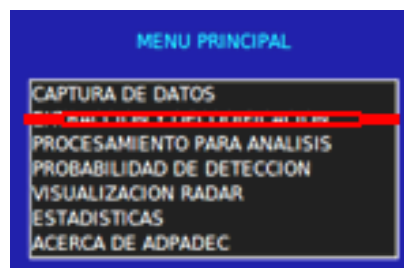 MENU PRINCIPAL
CAPTURA DE DATOS
PROCESAMIENTO PARA ANALISIS
PROBABILIDAD DE DETECCION
VISUALIZACION RADAR
ESTADISTICAS
ACERCA DE ADPADEC